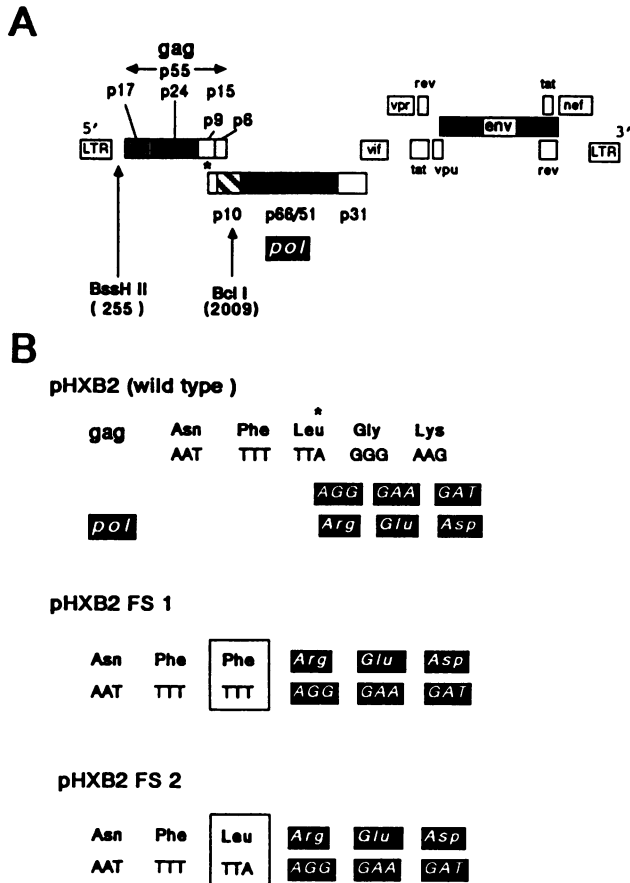 A
gag
p55
p17 p24 p15
p9 p6
5' LTR
*
p10 p66/51 p31
pol
BssH II
( 255 )
Bcl I
(2009)
rev tat
vpr nef
env
vif 3'
LTR
tat vpu rev
B
pHXB2 (wild type )
*
gag Asn Phe Leu Gly Lys
AAT TTT TTA GGG AAG
AGG GAA GAT
pol Arg Glu Asp
pHXB2 FS 1
Asn Phe Phe Arg Glu Asp
AAT TTT TTT AGG GAA GAT
pHXB2 FS 2
Asn Phe Leu Arg Glu Asp
AAT TTT TTA AGG GAA GAT